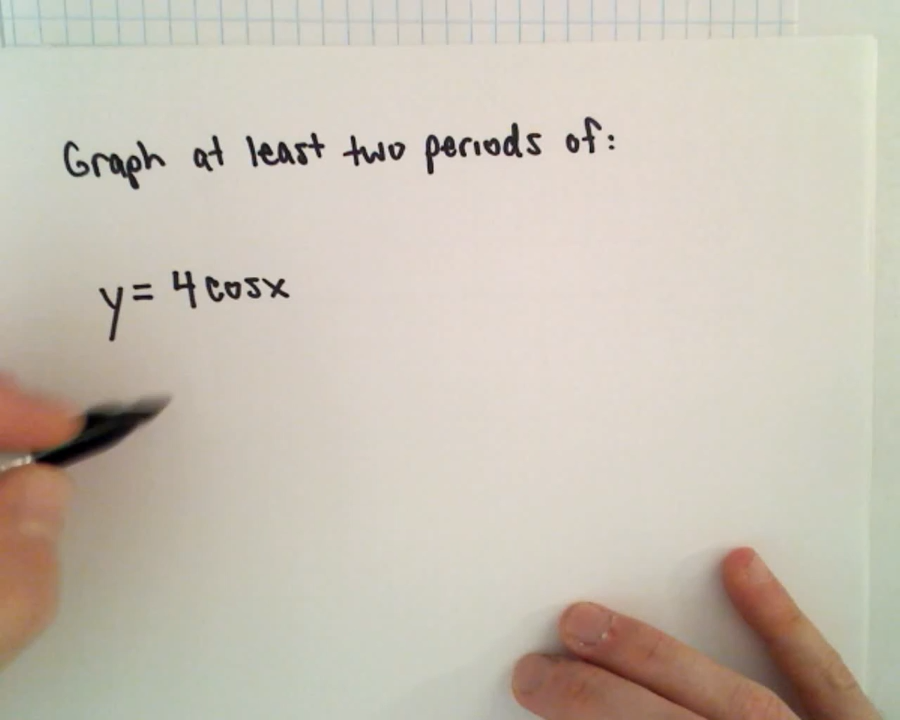 Graph at least two periods of:
y = 4cosx